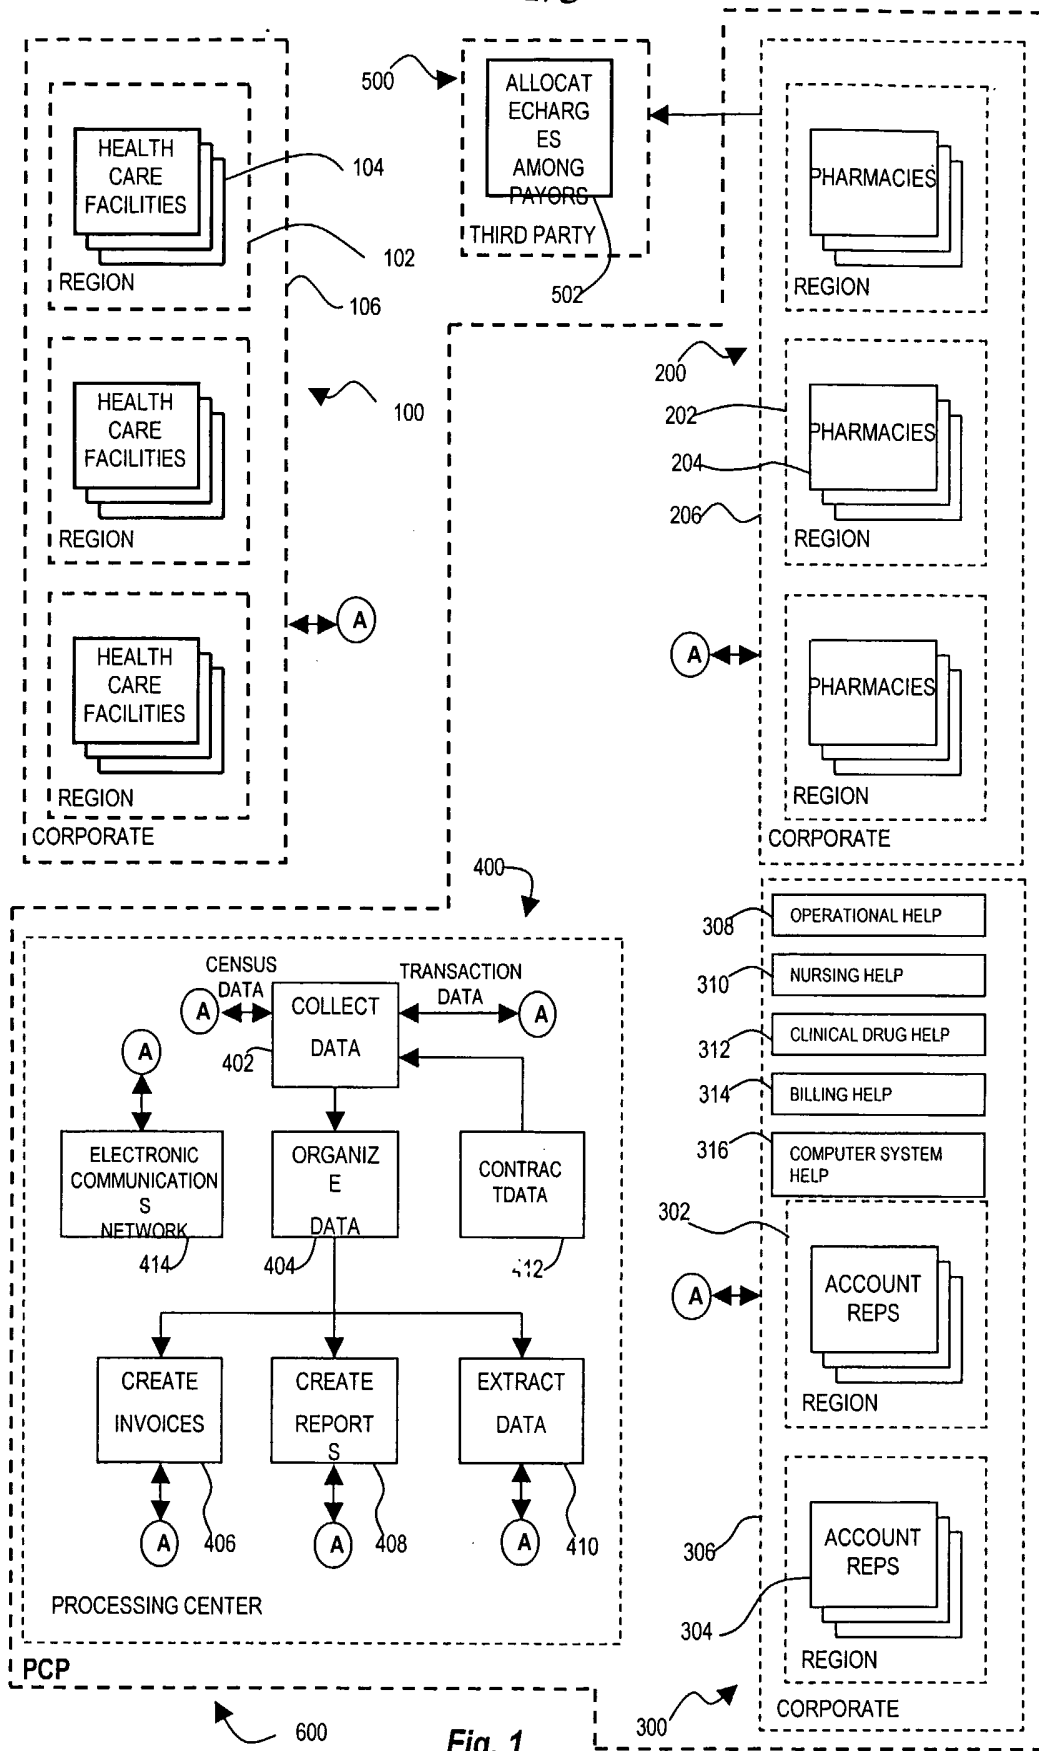 500
ALLOCAT
ECHARG
ES
AMONG
PAYORS
THIRD PARTY
502
HEALTH
CARE
FACILITIES
REGION
104
102
106
100
HEALTH
CARE
FACILITIES
REGION
HEALTH
CARE
FACILITIES
REGION
CORPORATE
A
PHARMACIES
REGION
200
202
204
206
PHARMACIES
REGION
A
PHARMACIES
REGION
CORPORATE
400
CENSUS
DATA
TRANSACTION
DATA
A
COLLECT
DATA
A
402
A
ELECTRONIC
COMMUNICATION
S
NETWORK
414
ORGANIZ
E
DATA
404
CONTRAC
TDATA
412
CREATE
INVOICES
CREATE
REPORT
S
EXTRACT
DATA
A
406
A
408
A
410
PROCESSING CENTER
PCP
600
308
OPERATIONAL HELP
310
NURSING HELP
312
CLINICAL DRUG HELP
314
BILLING HELP
316
COMPUTER SYSTEM
HELP
302
A
ACCOUNT
REPS
REGION
306
ACCOUNT
REPS
304
REGION
CORPORATE
300
Fig. 1